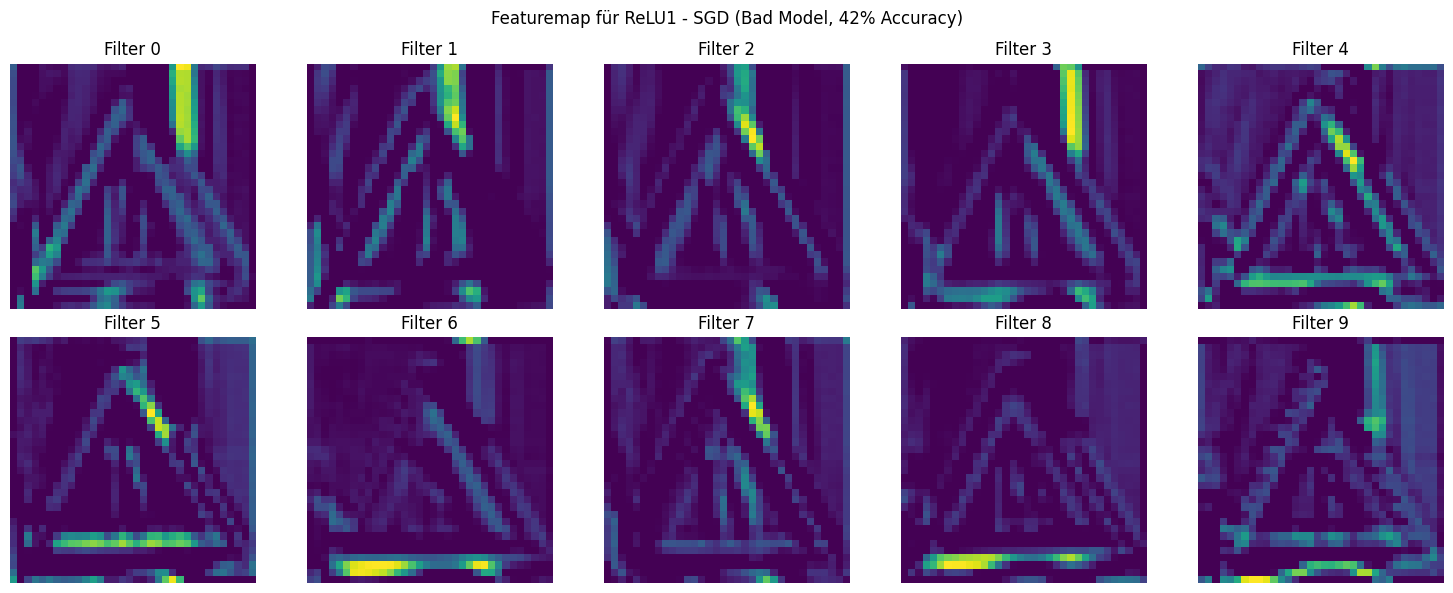 Featuremap für ReLU1 - SGD (Bad Model, 42% Accuracy)
Filter 0 Filter 1 Filter 2 Filter 3 Filter 4
Filter 5 Filter 6 Filter 7 Filter 8 Filter 9